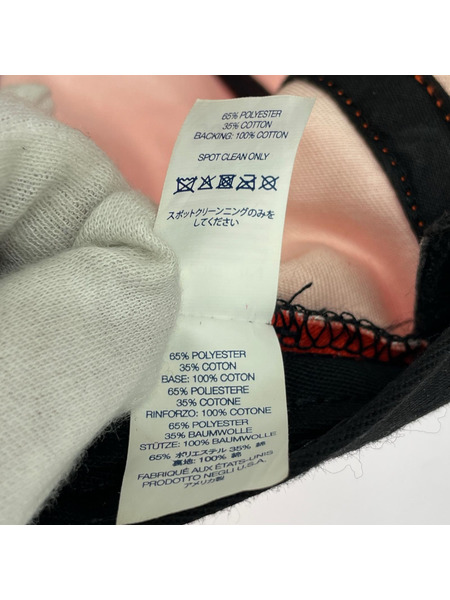 65% POLYESTER
35% COTTON
BACKING: 100% COTTON
SPOT CLEAN ONLY
スポットクリーンニングのみを
してください
65% POLYESTER
35% COTON
BASE: 100% COTON
65% POLIESTERE
35% COTONE
RINFORZO: 100% COTONE
65% POLYESTER
35% BAUMWOLLE
STÜTZE: 100% BAUMWOLLE
65% ポリエステル 35% 綿
裏地: 100% 綿
FABRIQUÉ AUX ÉTATS-UNIS
PRODOTTO NEGLI U.S.A.
アメリカ製